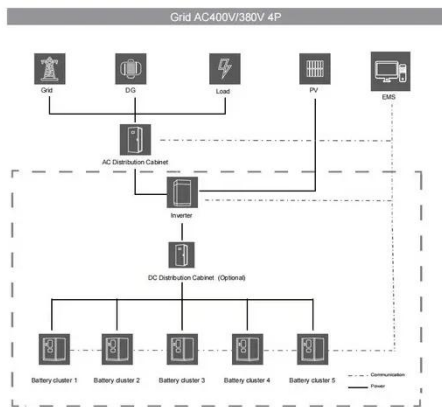 Grid AC400V/380V 4P
Grid
DG
Load
PV
EMS
AC Distribution Cabinet
Inverter
DC Distribution Cabinet (Optional)
Battery cluster 1
Battery cluster 2
Battery cluster 3
Battery cluster 4
Battery cluster 5
Communication
Power